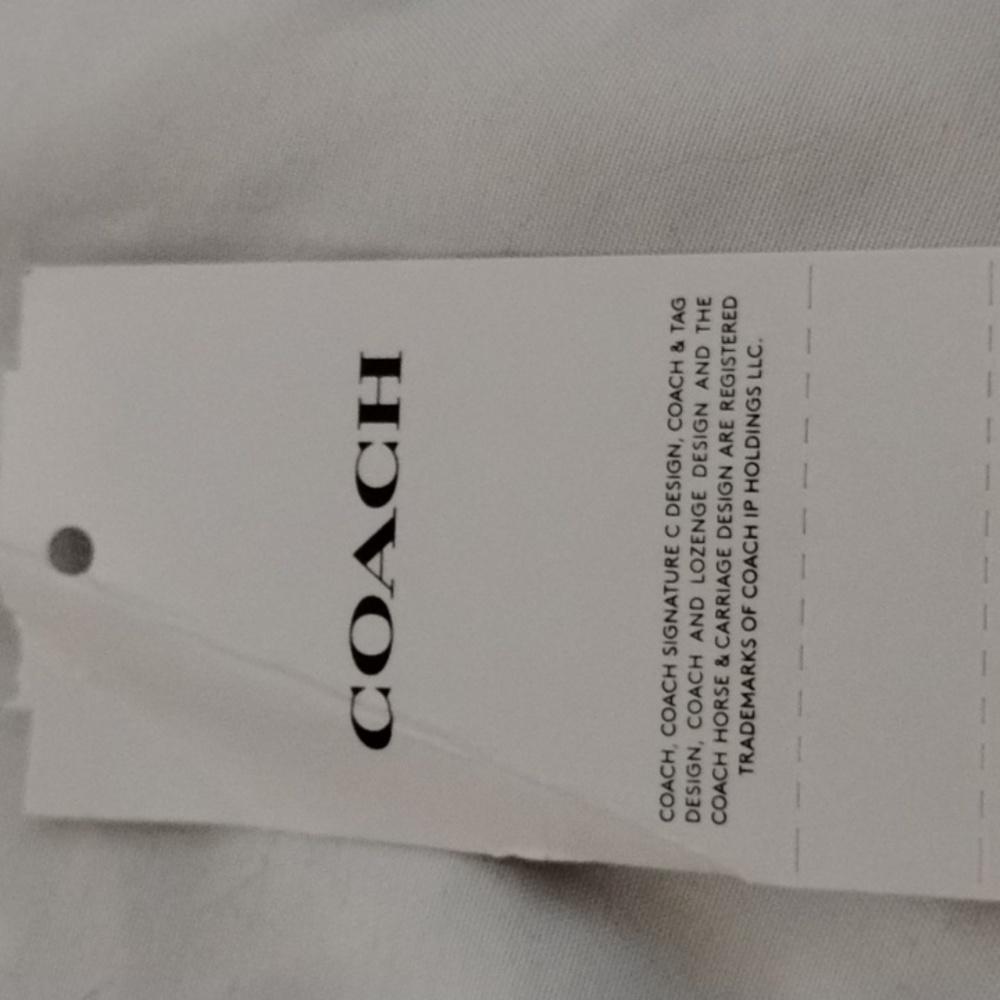 COACH
COACH, COACH SIGNATURE C DESIGN, COACH & TAG
DESIGN, COACH AND LOZENGE DESIGN AND THE
COACH HORSE & CARRIAGE DESIGN ARE REGISTERED
TRADEMARKS OF COACH IP HOLDINGS LLC.